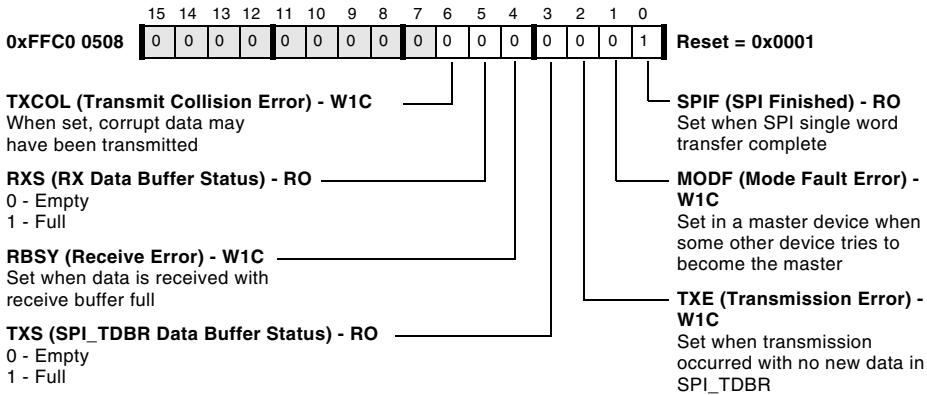 15 14 13 12 11 10 9 8 7 6 5 4 3 2 1 0
0xFFC0 0508 0 0 0 0 0 0 0 0 0 0 0 0 0 0 0 1 Reset = 0x0001
TXCOL (Transmit Collision Error) - W1C
When set, corrupt data may
have been transmitted
RXS (RX Data Buffer Status) - RO
0 - Empty
1 - Full
RBSY (Receive Error) - W1C
Set when data is received with
receive buffer full
TXS (SPI_TDBR Data Buffer Status) - RO
0 - Empty
1 - Full
SPIF (SPI Finished) - RO
Set when SPI single word
transfer complete
MODF (Mode Fault Error) -
W1C
Set in a master device when
some other device tries to
become the master
TXE (Transmission Error) -
W1C
Set when transmission
occurred with no new data in
SPI_TDBR